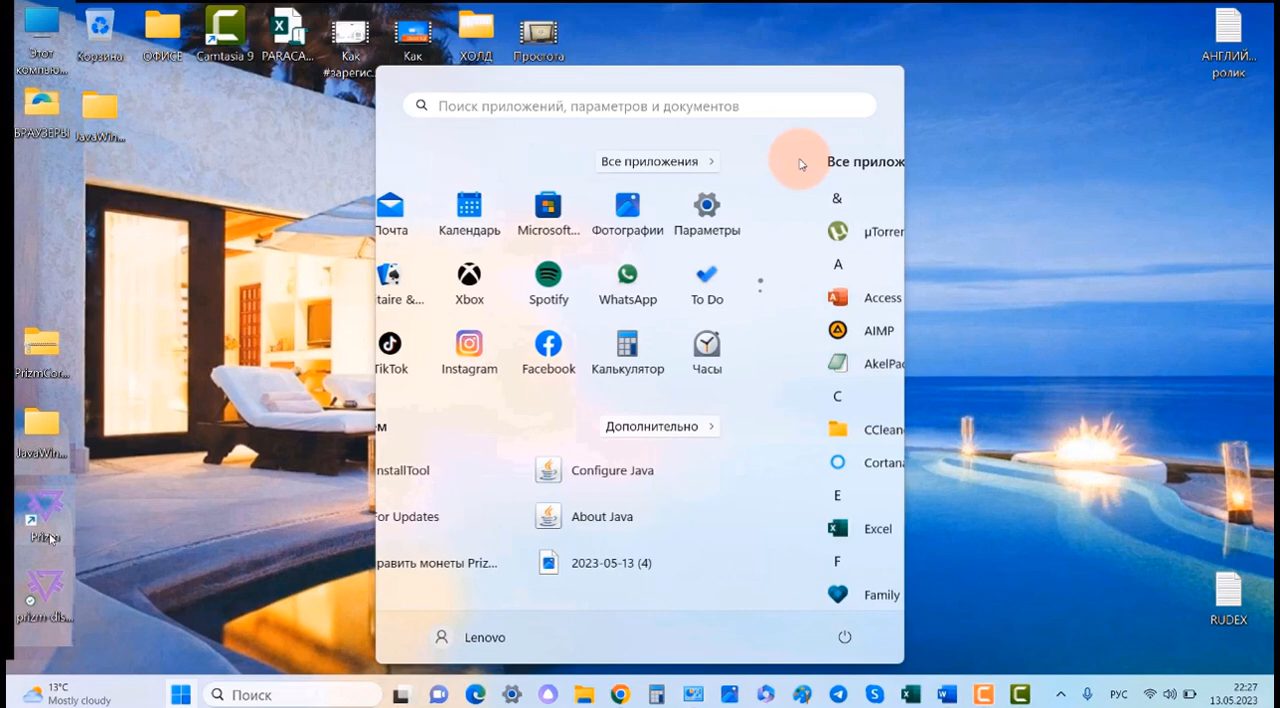 Этот
компью...
Корзина
ОФИСЕ
Camtasia 9
PARACA...
Как
#зарегис...
Как
ХОЛД
Простота
АНГЛИЙ...
ролик
БРАУЗЕРЫ
JavaWin...
PrizmCor...
JavaWin...
Prizm
prizm-dis...
RUDEX
Поиск приложений, параметров и документов
Все приложения
Все прилож
Почта
Календарь
Microsoft...
Фотографии
Параметры
taire &...
Xbox
Spotify
WhatsApp
To Do
TikTok
Instagram
Facebook
Калькулятор
Часы
м
Дополнительно
nstallTool
Configure Java
or Updates
About Java
равить монеты Priz...
2023-05-13 (4)
&
µTorren
A
Access
AIMP
AkelPad
C
CClean
Cortana
E
Excel
F
Family
Lenovo
13°C
Mostly cloudy
Поиск
РУС
22:27
13.05.2023